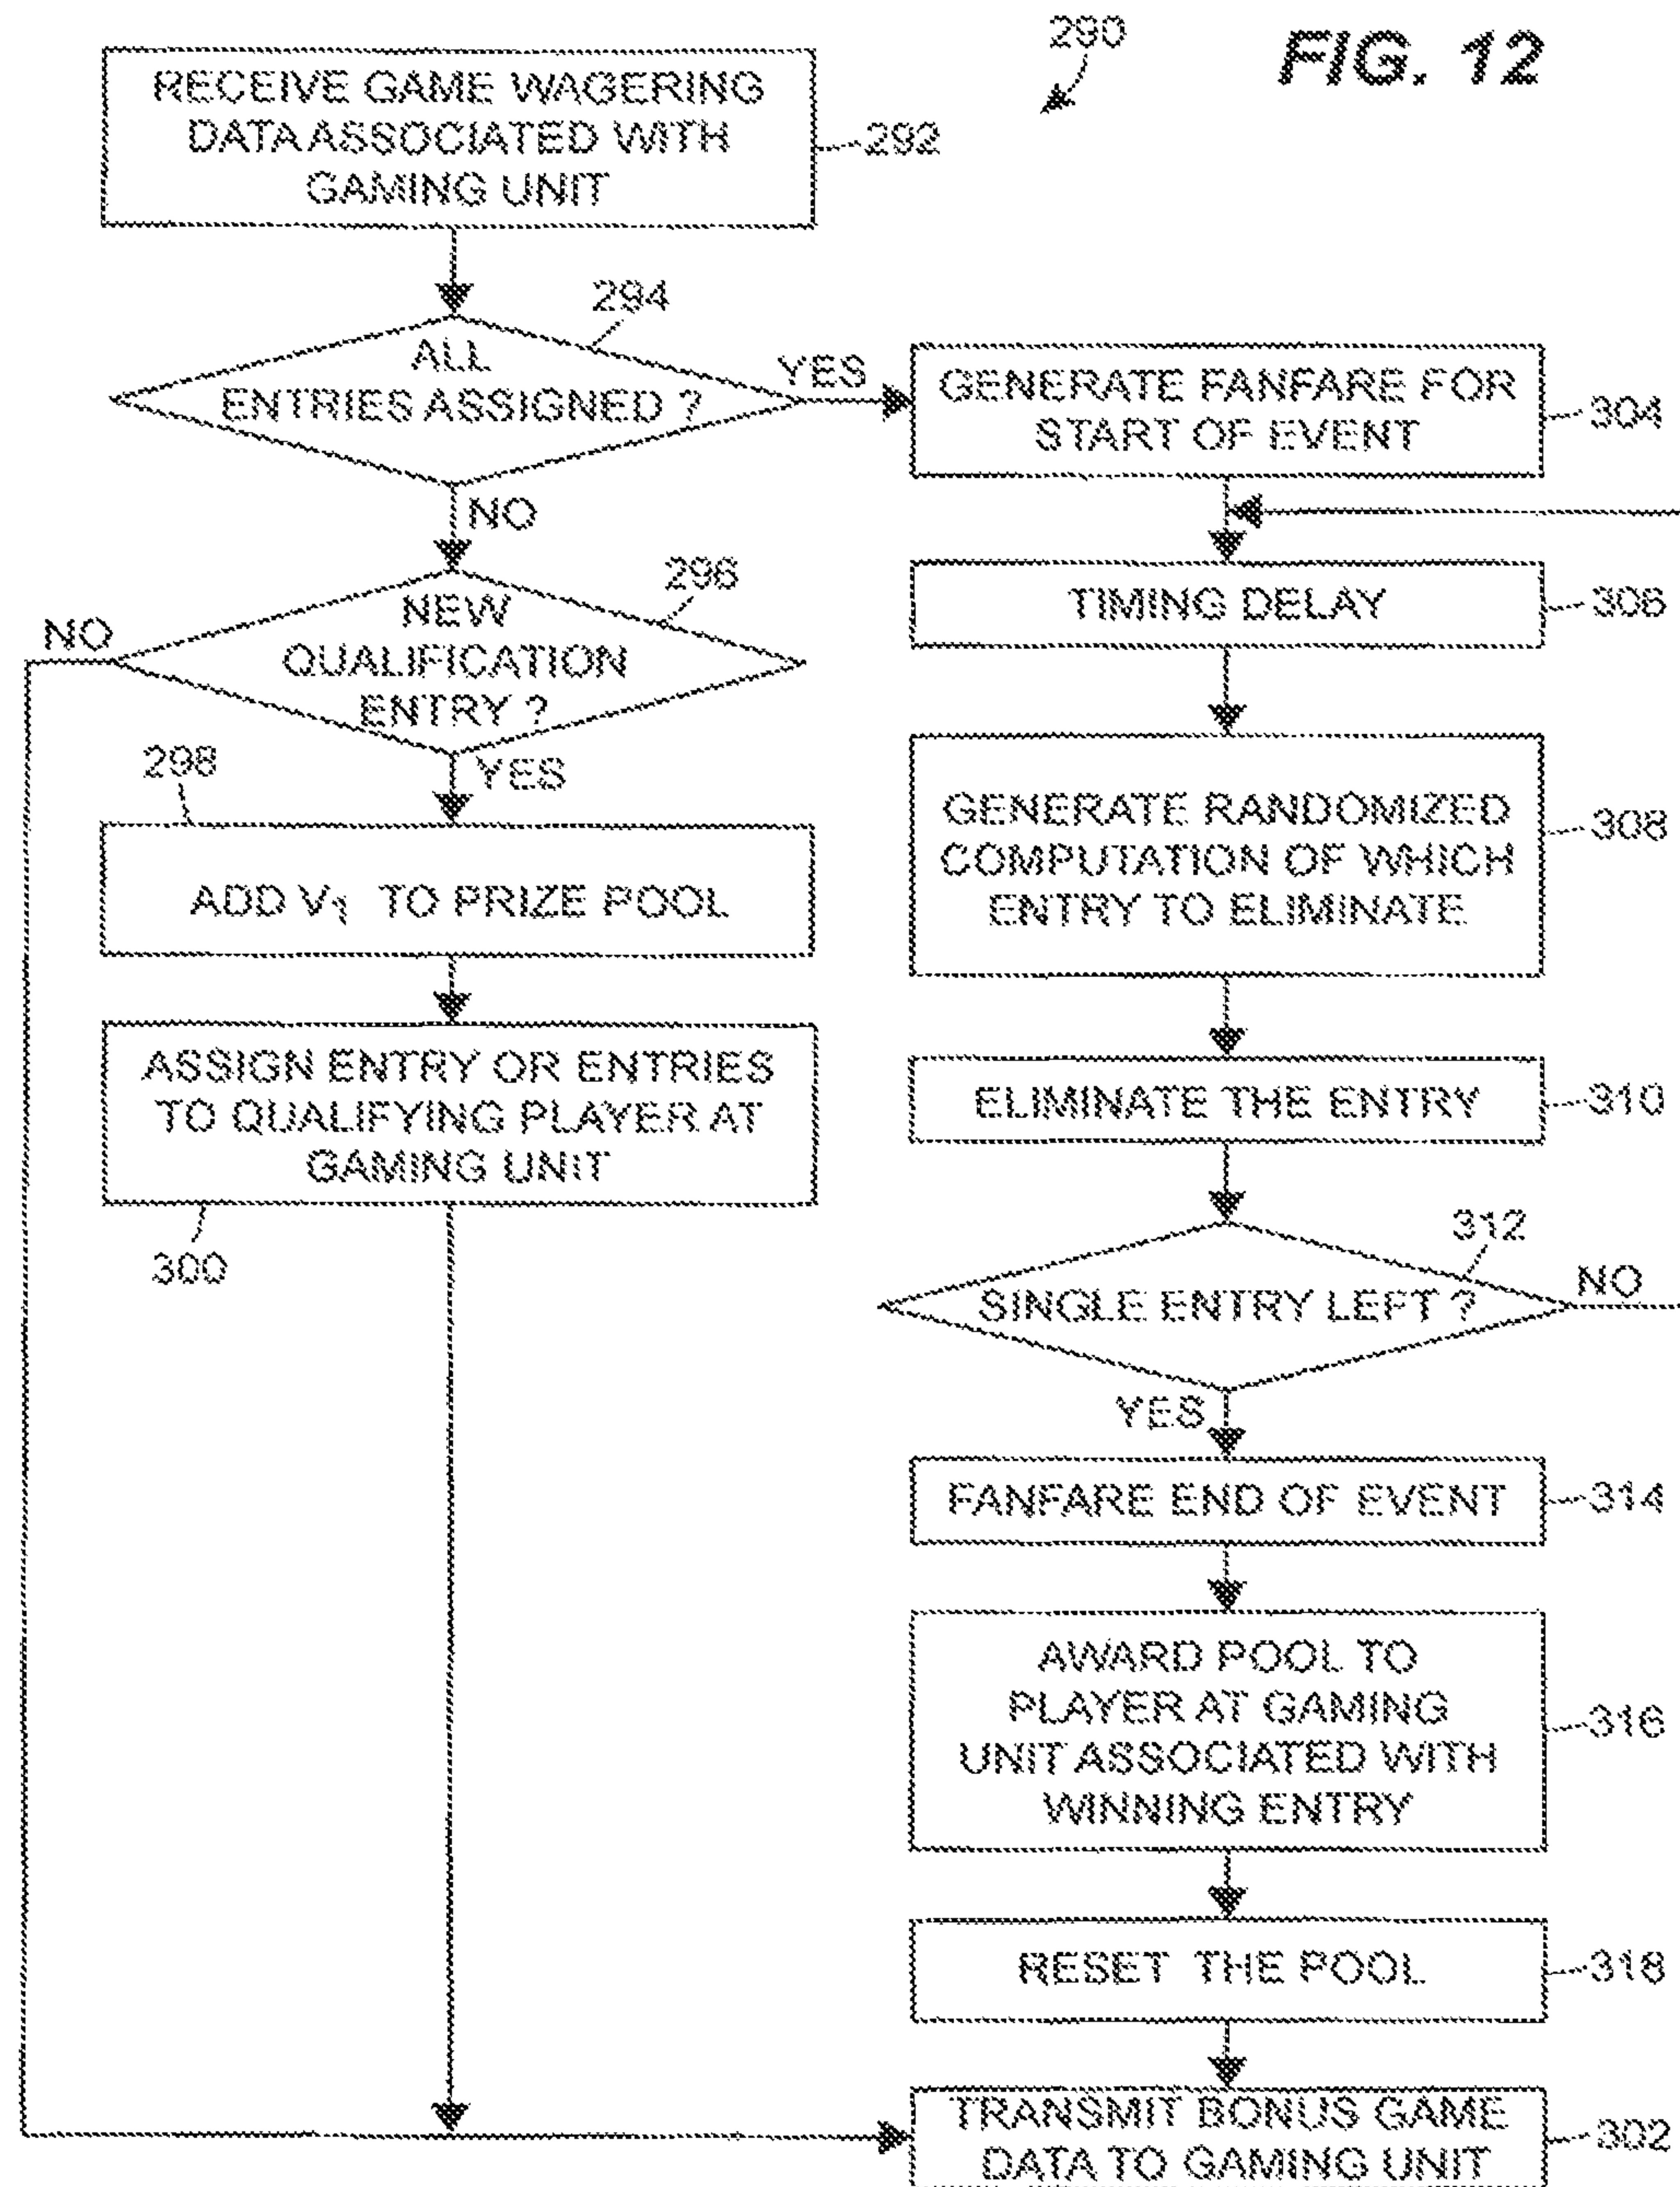 290
FIG. 12
RECEIVE GAME WAGERING
DATA ASSOCIATED WITH
GAMING UNIT
292
294
ALL
ENTRIES ASSIGNED ?
YES
GENERATE FANFARE FOR
START OF EVENT
304
NO
296
NEW
QUALIFICATION
ENTRY ?
NO
TIMING DELAY
306
YES
298
ADD V1 TO PRIZE POOL
GENERATE RANDOMIZED
COMPUTATION OF WHICH
ENTRY TO ELIMINATE
308
ASSIGN ENTRY OR ENTRIES
TO QUALIFYING PLAYER AT
GAMING UNIT
300
ELIMINATE THE ENTRY
310
312
SINGLE ENTRY LEFT ?
NO
YES
FANFARE END OF EVENT
314
AWARD POOL TO
PLAYER AT GAMING
UNIT ASSOCIATED WITH
WINNING ENTRY
316
RESET THE POOL
318
TRANSMIT BONUS GAME
DATA TO GAMING UNIT
302